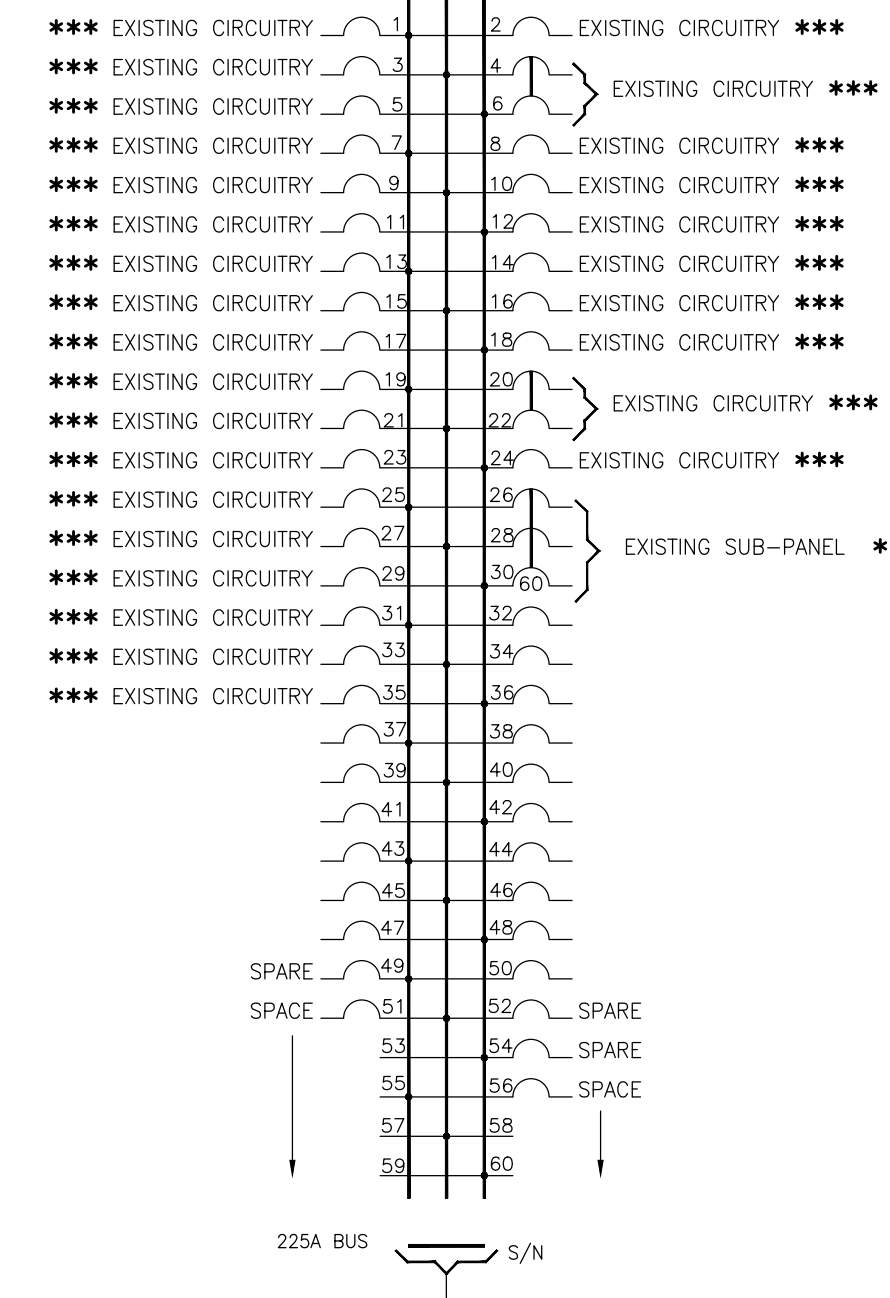 *** EXISTING CIRCUITRY 1 2 EXISTING CIRCUITRY ***
*** EXISTING CIRCUITRY 3 4
EXISTING CIRCUITRY ***
*** EXISTING CIRCUITRY 5 6
*** EXISTING CIRCUITRY 7 8 EXISTING CIRCUITRY ***
*** EXISTING CIRCUITRY 9 10 EXISTING CIRCUITRY ***
*** EXISTING CIRCUITRY 11 12 EXISTING CIRCUITRY ***
*** EXISTING CIRCUITRY 13 14 EXISTING CIRCUITRY ***
*** EXISTING CIRCUITRY 15 16 EXISTING CIRCUITRY ***
*** EXISTING CIRCUITRY 17 18 EXISTING CIRCUITRY ***
*** EXISTING CIRCUITRY 19 20
EXISTING CIRCUITRY ***
*** EXISTING CIRCUITRY 21 22
*** EXISTING CIRCUITRY 23 24 EXISTING CIRCUITRY ***
*** EXISTING CIRCUITRY 25 26
*** EXISTING CIRCUITRY 27 28
EXISTING SUB-PANEL *
*** EXISTING CIRCUITRY 29 30 60
*** EXISTING CIRCUITRY 31 32
*** EXISTING CIRCUITRY 33 34
*** EXISTING CIRCUITRY 35 36
37 38
39 40
41 42
43 44
45 46
47 48
SPARE 49 50
SPACE 51 52 SPARE
53 54 SPARE
55 56 SPACE
57 58
59 60
225A BUS S/N